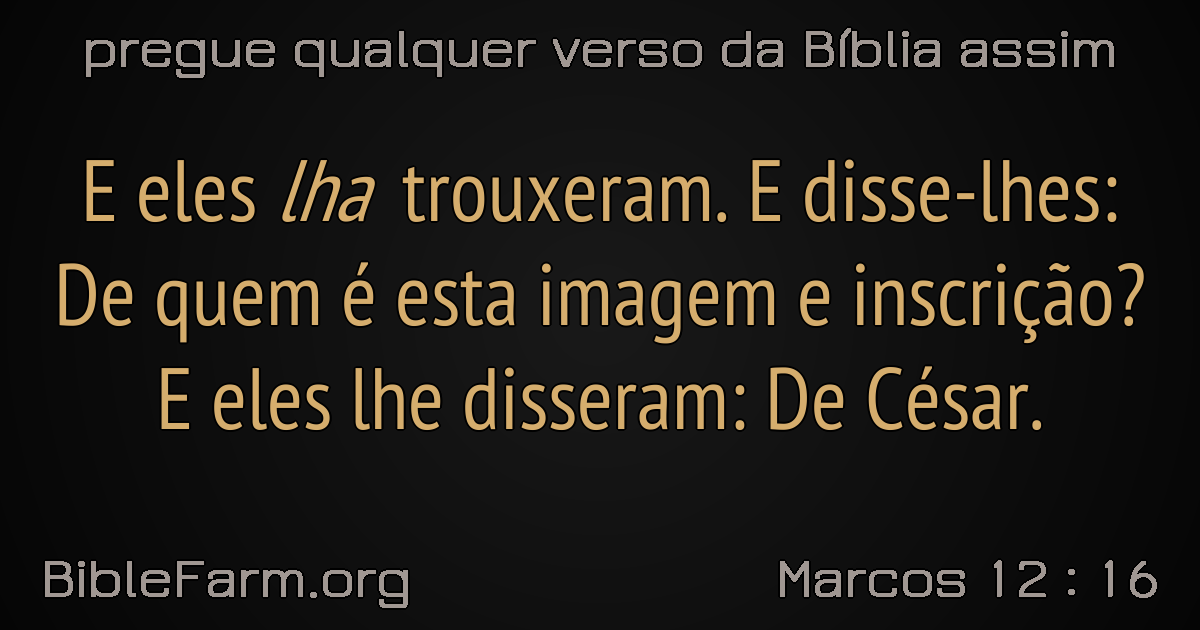 pregue qualquer verso da Bíblia assim
E eles lha trouxeram. E disse-lhes:
De quem é esta imagem e inscrição?
E eles lhe disseram: De César.
BibleFarm.org
Marcos 12 : 16